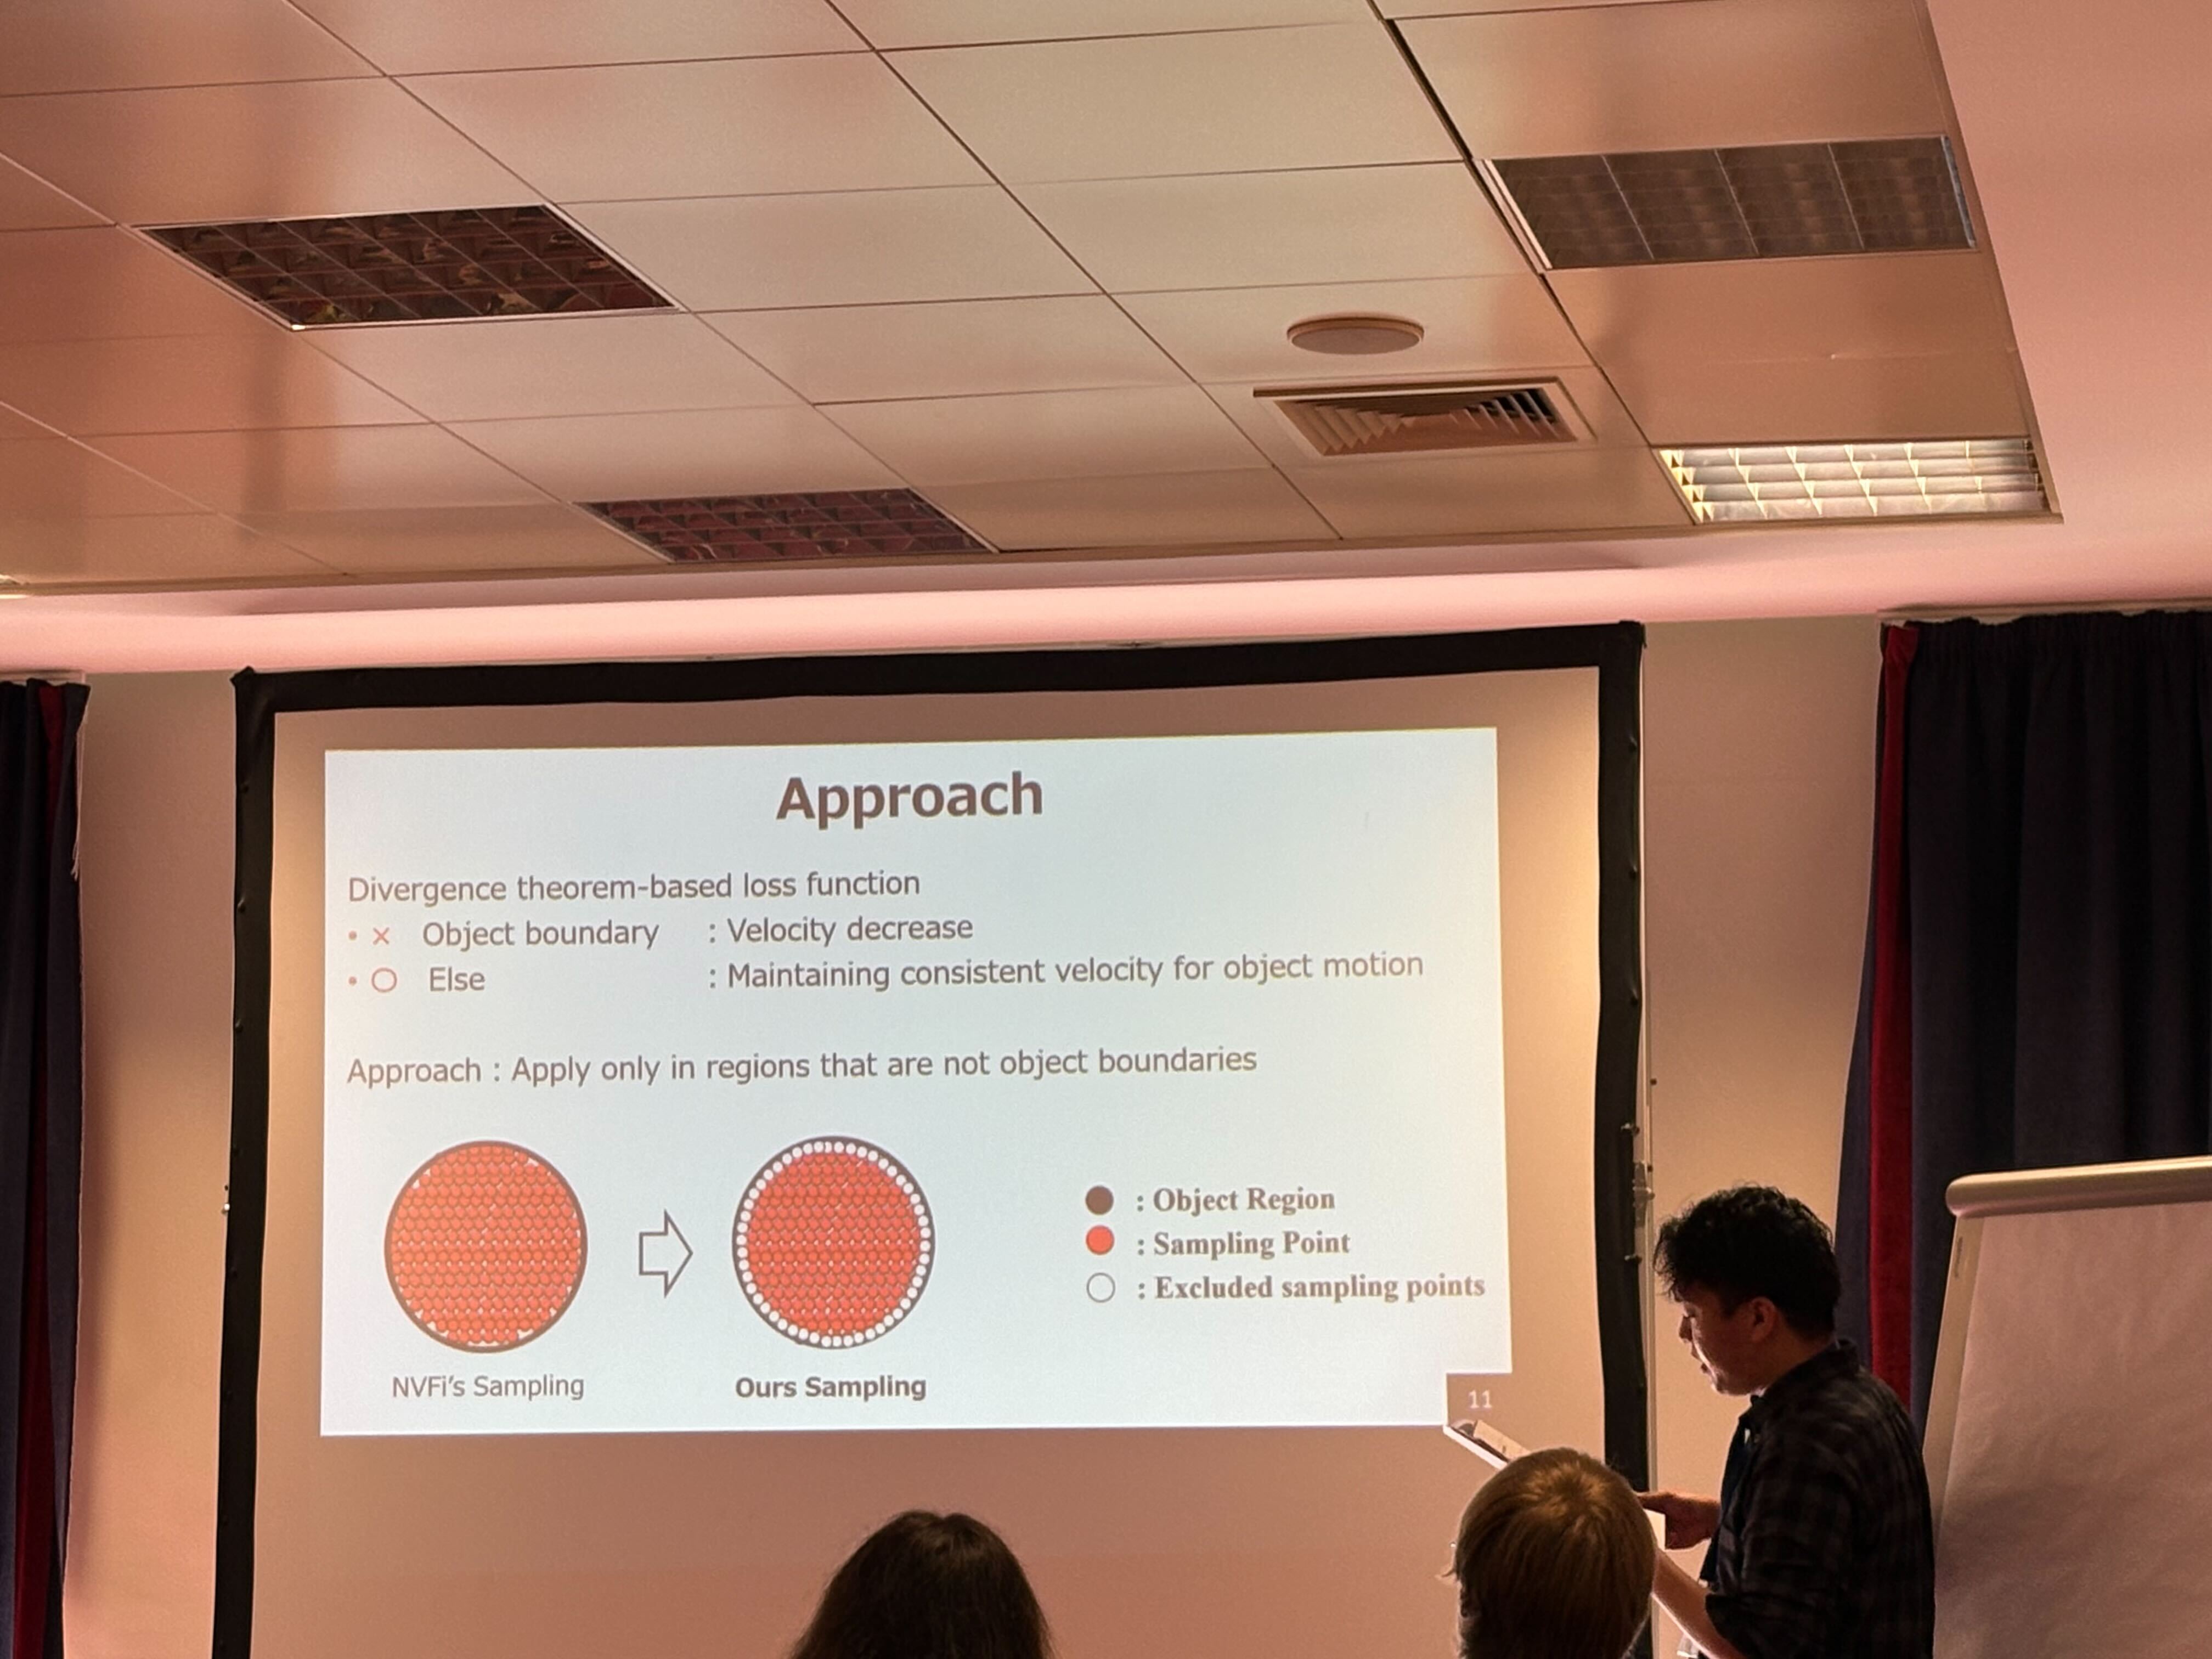 Approach
Divergence theorem-based loss function
• × Object boundary : Velocity decrease
• ○ Else : Maintaining consistent velocity for object motion
Approach : Apply only in regions that are not object boundaries
: Object Region
: Sampling Point
: Excluded sampling points
NVFi's Sampling
Ours Sampling
11